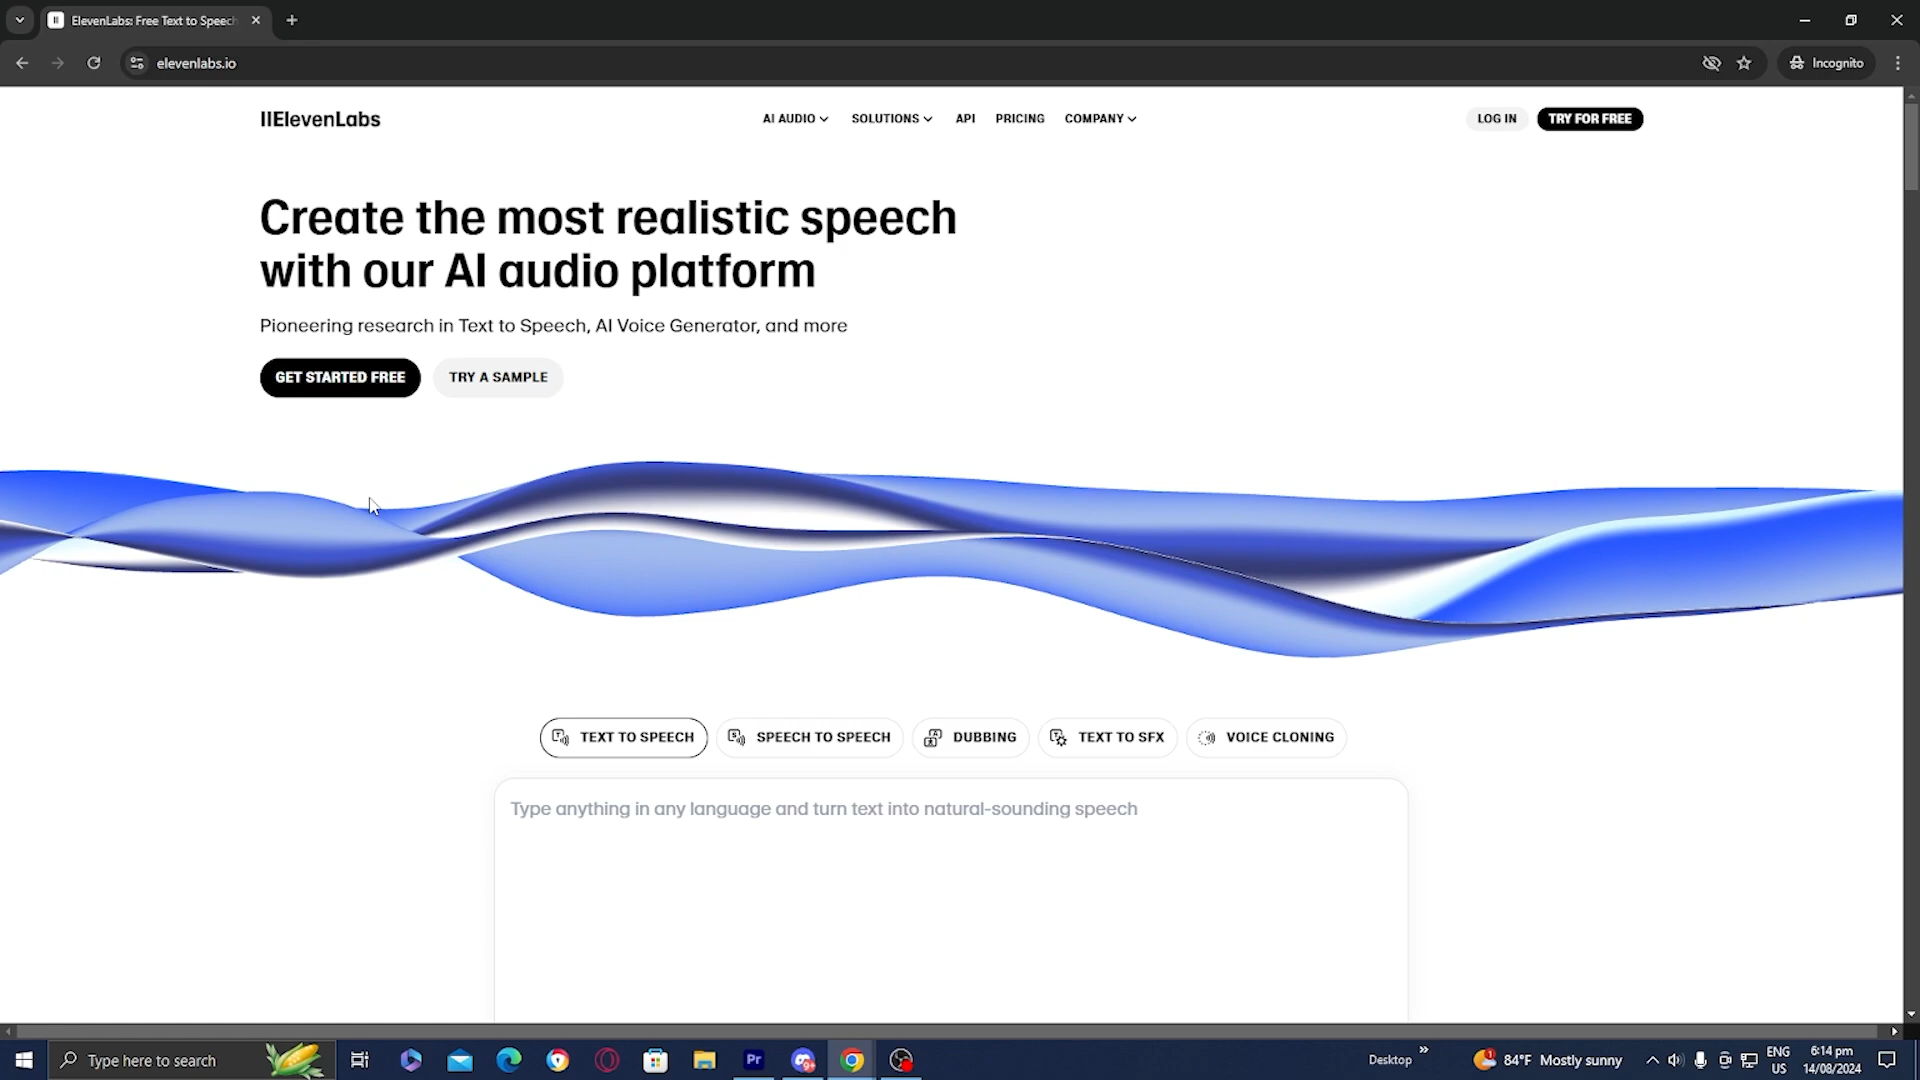 ElevenLabs: Free Text to Speech
elevenlabs.io
Incognito
IIElevenLabs
AI AUDIO
SOLUTIONS
API
PRICING
COMPANY
LOG IN
TRY FOR FREE
Create the most realistic speech
with our AI audio platform
Pioneering research in Text to Speech, AI Voice Generator, and more
GET STARTED FREE
TRY A SAMPLE
TEXT TO SPEECH
SPEECH TO SPEECH
DUBBING
TEXT TO SFX
VOICE CLONING
Type anything in any language and turn text into natural-sounding speech
Type here to search
Pr
Desktop
84°F Mostly sunny
ENG
US
6:14 pm
14/08/2024